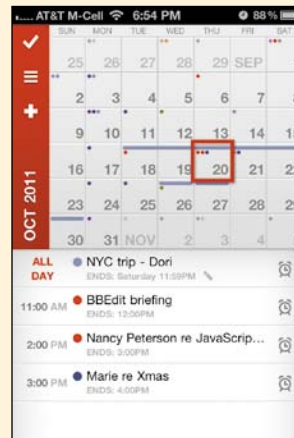 AT&T M-Cell 6:54 PM 88%
SUN MON TUE WED THU FRI SAT
25 26 27 28 29 SEP
2 3 4 5 6 7
9 10 11 12 13 14 15
16 17 18 19 20 21 22
23 24 25 26 27 28 29
30 31 NOV 2 3 4
OCT 2011
ALL DAY NYC trip - Dori
ENDS: Saturday 11:59PM
11:00 AM BBEdit briefing
ENDS: 12:00PM
2:00 PM Nancy Peterson re JavaScrip...
ENDS: 3:00PM
3:00 PM Marie re Xmas
ENDS: 4:00PM